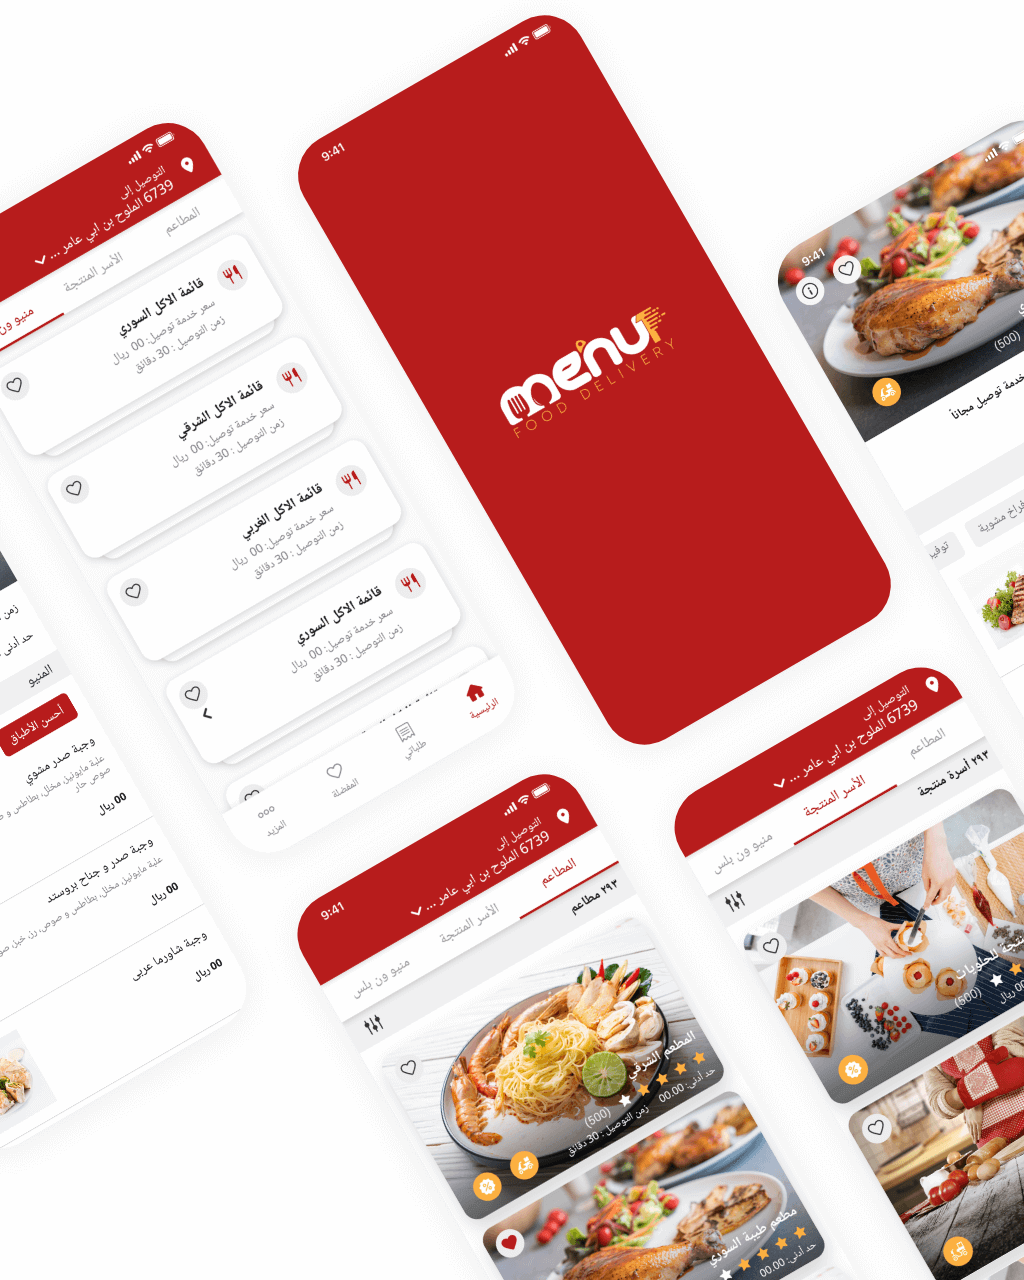 9:41
menu
FOOD DELIVERY
التوصيل إلى
6739 الملوح بن ابي عامر ...
المطاعم
الأسر المنتجة
منيو ون
قائمة الاكل السوري
سعر خدمة توصيل: 00 ريال
زمن التوصيل : 30 دقائق
قائمة الاكل الشرقي
سعر خدمة توصيل: 00 ريال
زمن التوصيل : 30 دقائق
قائمة الاكل الغربي
سعر خدمة توصيل: 00 ريال
زمن التوصيل : 30 دقائق
قائمة الاكل السوري
سعر خدمة توصيل: 00 ريال
زمن التوصيل : 30 دقائق
الرئيسية
طلباتي
المفضلة
المزيد
9:41
(500)
خدمة توصيل مجاناً
فراخ مشوية
توفير
زمن
حد أدنى
المنيو
أحسن الأطباق
وجبة صدر مشوي
علبة مايونيز، مخلل، بطاطس و
صوص حار
00 ريال
وجبة صدر و جناح بروستد
علبة مايونيز، مخلل، بطاطس و صوص، رز، خبز، صو
00 ريال
وجبة شاورما عربى
00 ريال
9:41
التوصيل إلى
6739 الملوح بن ابي عامر ...
المطاعم
الأسر المنتجة
منيو ون بلس
٢٩٣ مطاعم
المطعم الشرقي
(500)
حد أدنى: 00.00
زمن التوصيل : 30 دقائق
مطعم طيبة السوري
حد أدنى: 00.00
التوصيل إلى
6739 الملوح بن ابي عامر ...
المطاعم
الأسر المنتجة
منيو ون بلس
٢٩٣ أسرة منتجة
للحلويات
(500)
00 ريال